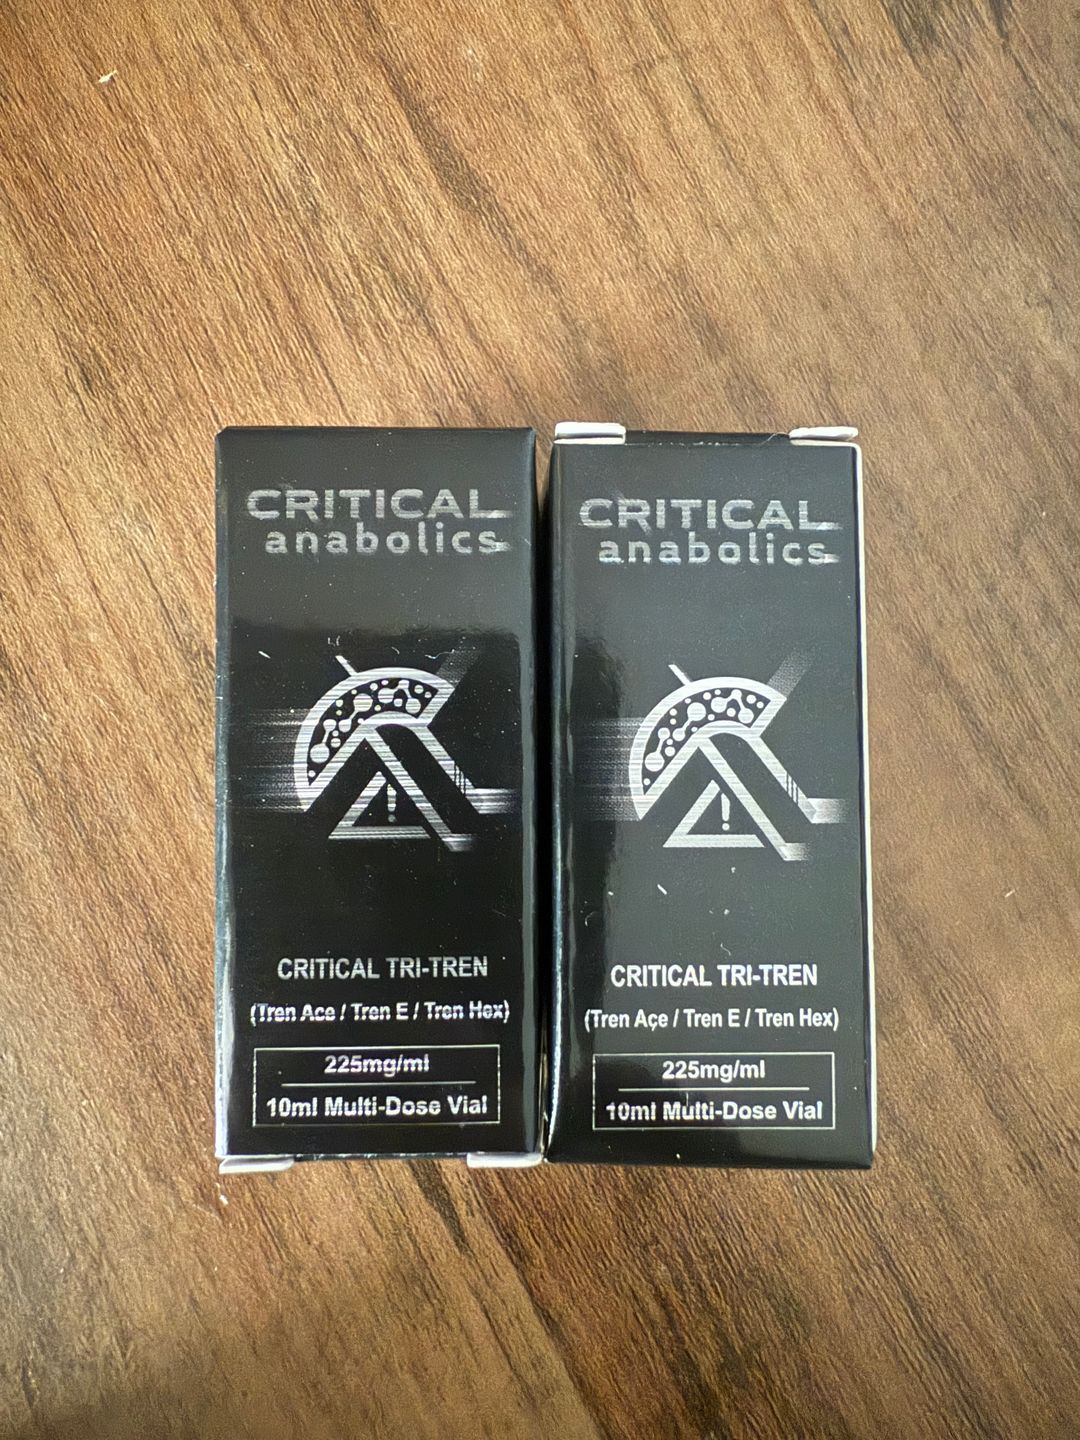 CRITICAL
anabolics
CRITICAL TRI-TREN
(Tren Ace / Tren E / Tren Hex)
225mg/ml
10ml Multi-Dose Vial
CRITICAL
anabolics
CRITICAL TRI-TREN
(Tren Ace / Tren E / Tren Hex)
225mg/ml
10ml Multi-Dose Vial